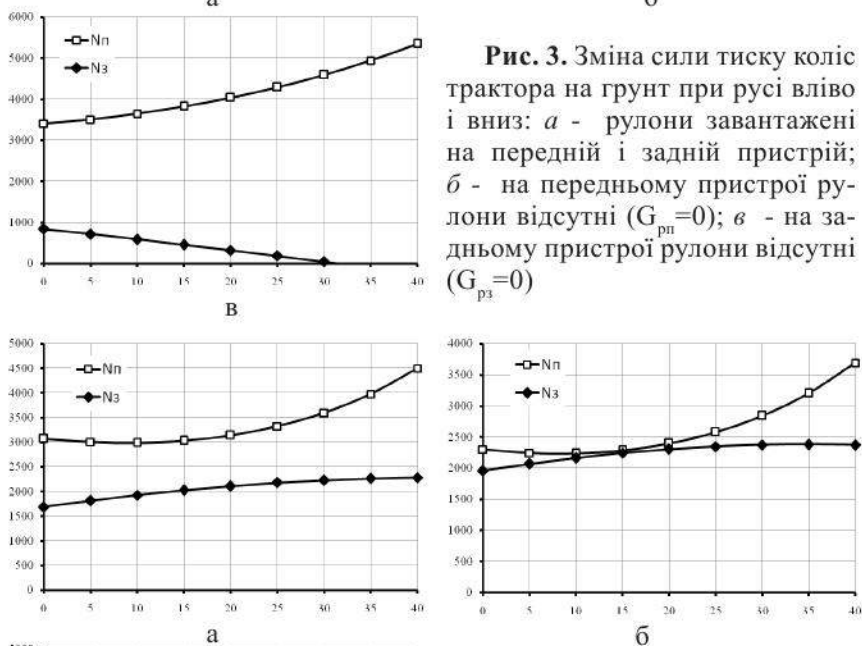 а
б
6000
5000
4000
3000
2000
1000
0
Nп
Nз
0 5 10 15 20 25 30 35 40
в
Рис. 3. Зміна сили тиску коліс
трактора на грунт при русі вліво
і вниз: а - рулони завантажені
на передній і задній пристрій;
б - на передньому пристрої ру-
лони відсутні (Gрп=0); в - на за-
дньому пристрої рулони відсутні
(Gрз=0)
5000
4500
4000
3500
3000
2500
2000
1500
1000
500
0
Nп
Nз
0 5 10 15 20 25 30 35 40
а
4000
3500
3000
2500
2000
1500
1000
500
0
Nп
Nз
0 5 10 15 20 25 30 35 40
б